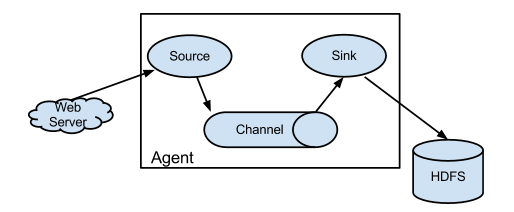 Source
Sink
Web
Server
Channel
Agent
HDFS